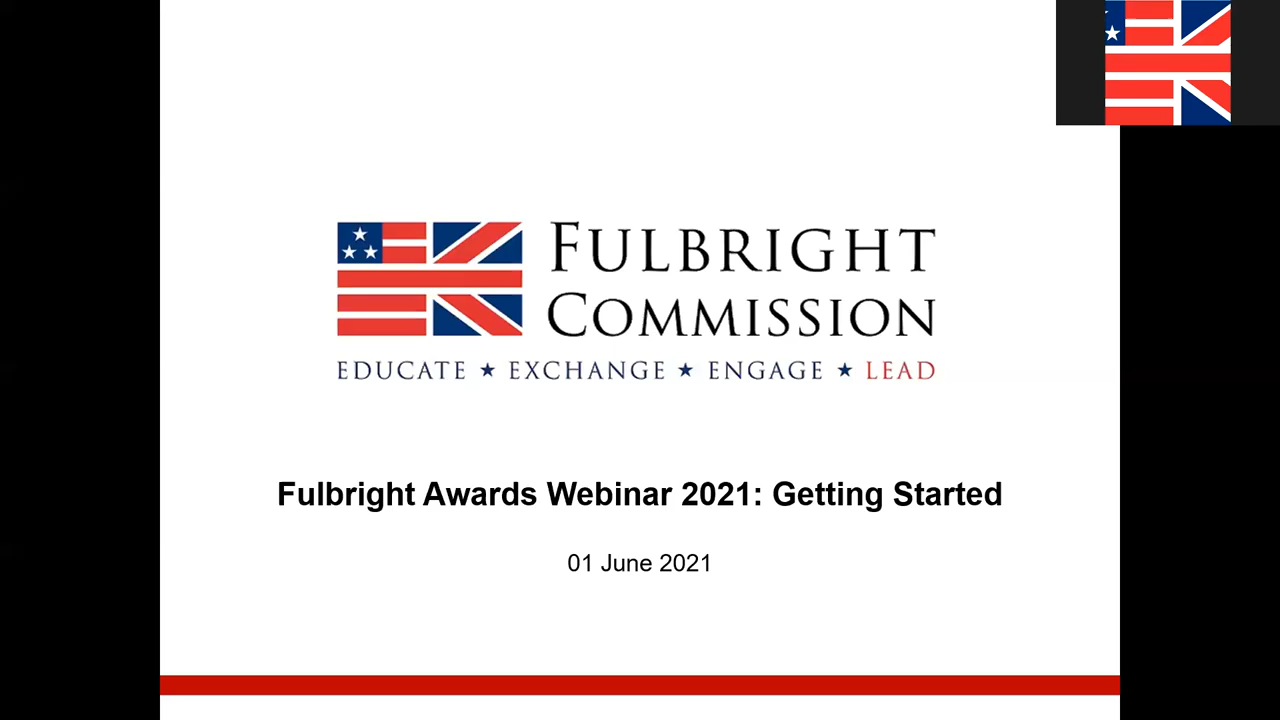 FULBRIGHT
COMMISSION
EDUCATE ★ EXCHANGE ★ ENGAGE ★ LEAD
Fulbright Awards Webinar 2021: Getting Started
01 June 2021